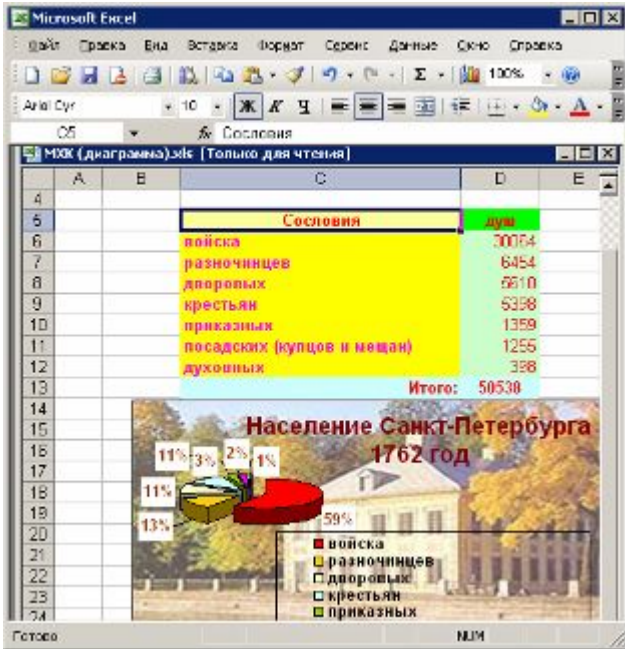 Microsoft Excel
Файл Правка Вид Вставка Формат Сервис Данные Окно Справка
100%
Arial Cyr 10 Ж К Ч
C5 fx Сословия
МХК (диаграмма).xls [Только для чтения]
A B C D E
4
5 Сословия душ
6 войска 30064
7 разночинцев 6454
8 дворовых 5610
9 крестьян 5398
10 приказных 1359
11 посадских (купцов и мещан) 1255
12 духовных 398
13 Итого: 50538
14
15 Население Санкт-Петербурга
16 1762 год
17
18
19
20
21
22
23
24
11% 3% 2% 1%
11%
13%
59%
войска
разночинцев
дворовых
крестьян
приказных
Готово NUM